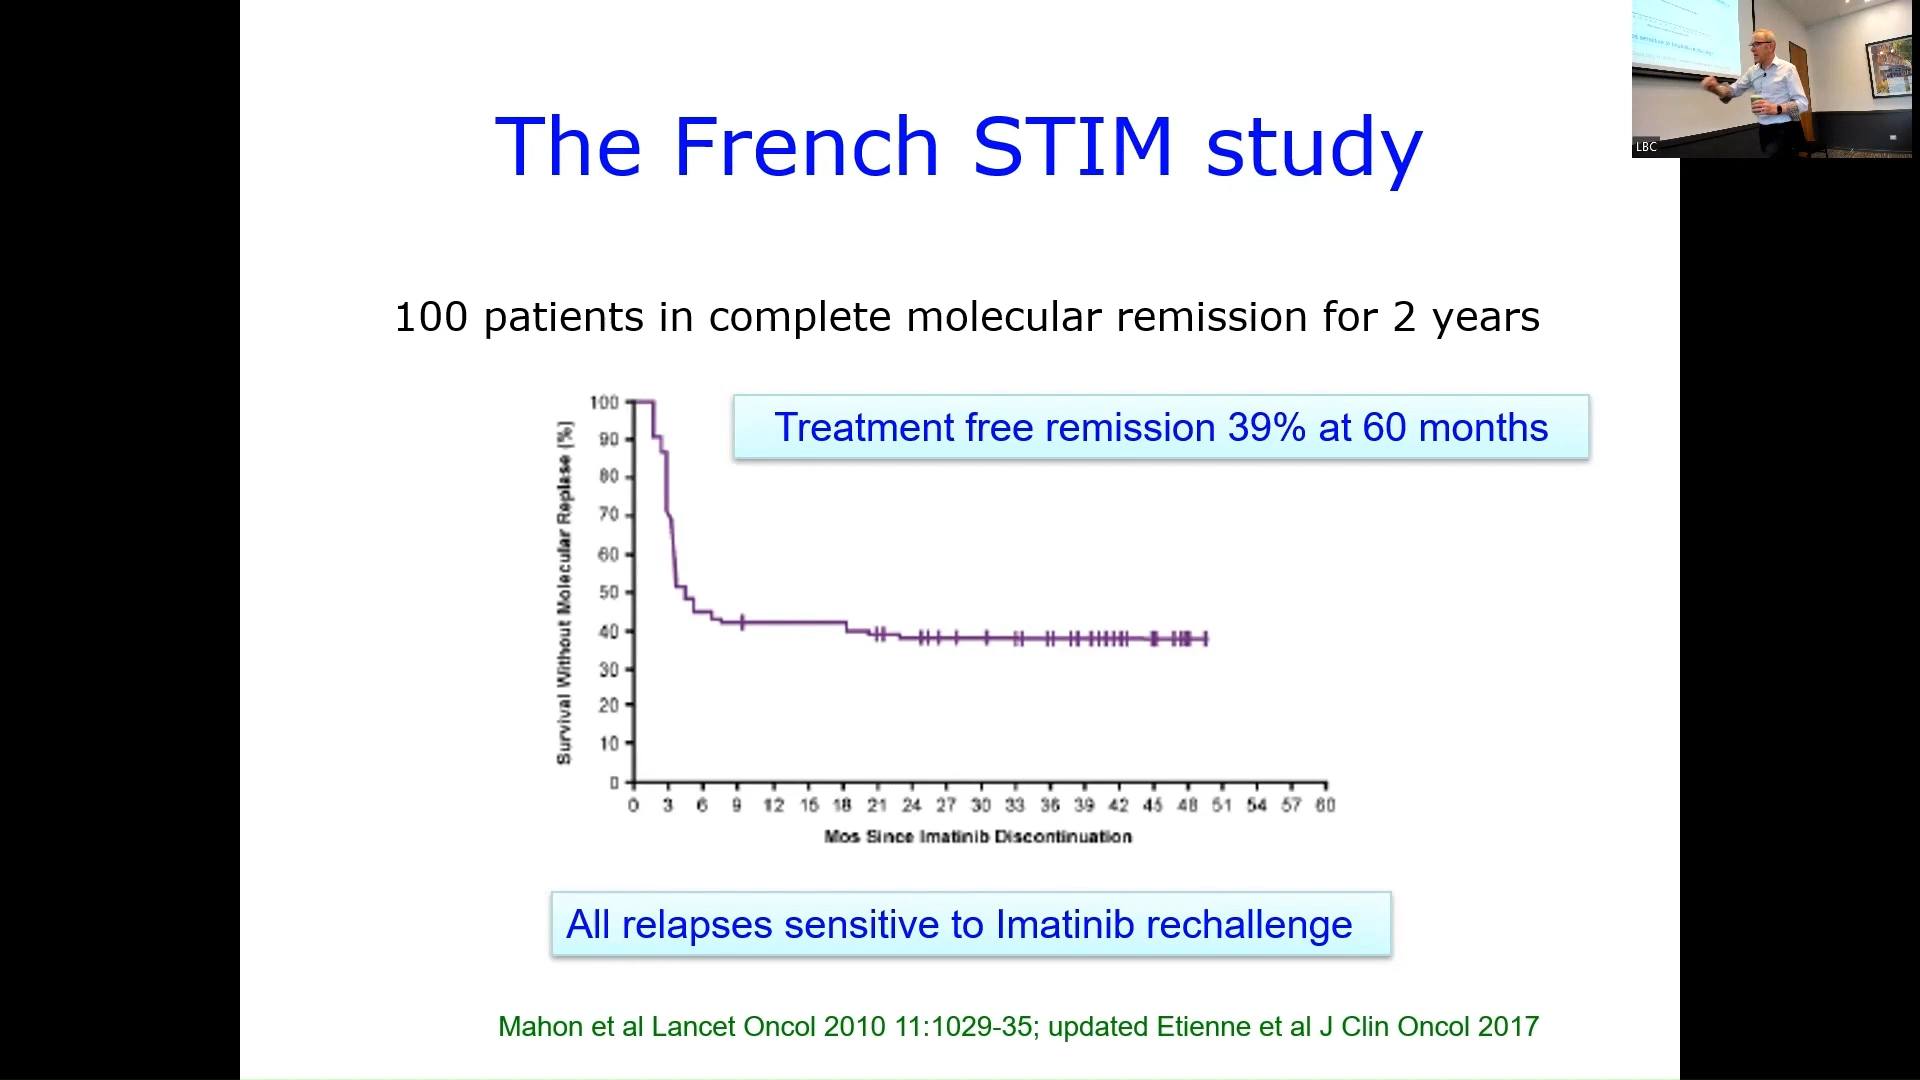 The French STIM study
100 patients in complete molecular remission for 2 years
Treatment free remission 39% at 60 months
Survival Without Molecular Replase (%)
100
90
80
70
60
50
40
30
20
10
0
0 3 6 9 12 15 18 21 24 27 30 33 36 39 42 45 48 51 54 57 60
Mos Since Imatinib Discontinuation
All relapses sensitive to Imatinib rechallenge
Mahon et al Lancet Oncol 2010 11:1029-35; updated Etienne et al J Clin Oncol 2017
LBC